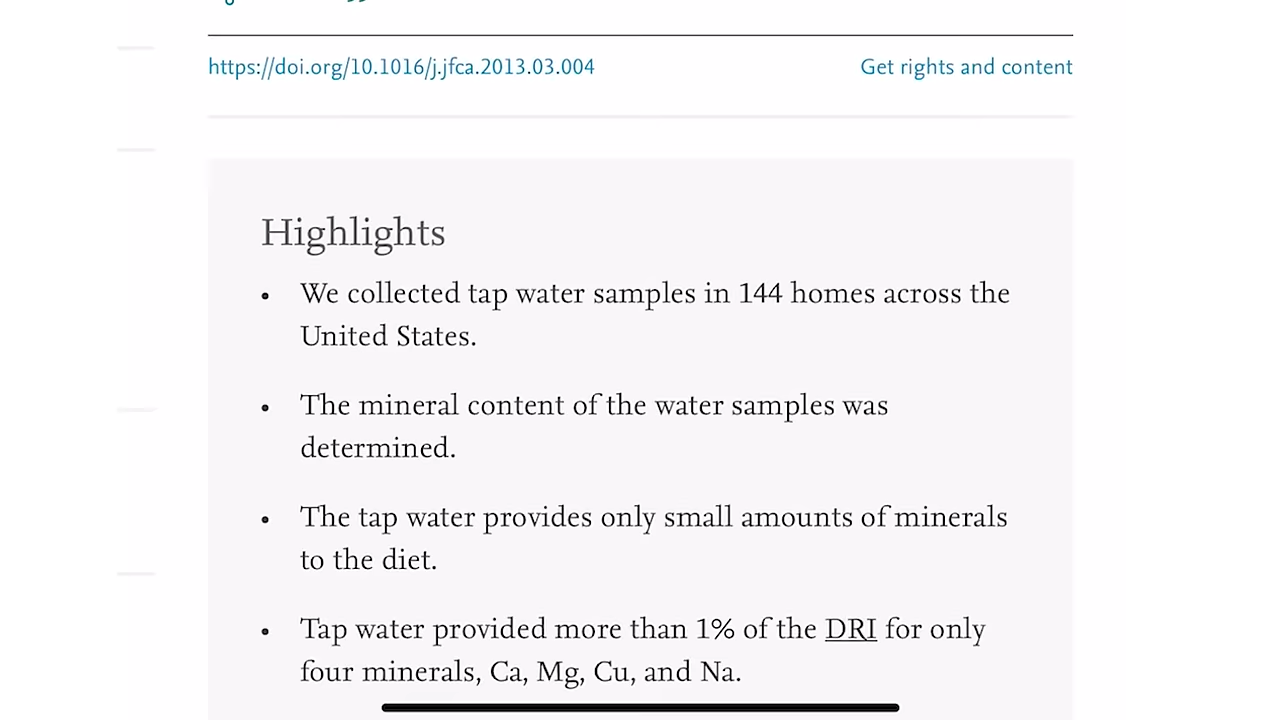 https://doi.org/10.1016/j.jfca.2013.03.004
Get rights and content
Highlights
• We collected tap water samples in 144 homes across the
United States.
• The mineral content of the water samples was
determined.
• The tap water provides only small amounts of minerals
to the diet.
• Tap water provided more than 1% of the DRI for only
four minerals, Ca, Mg, Cu, and Na.